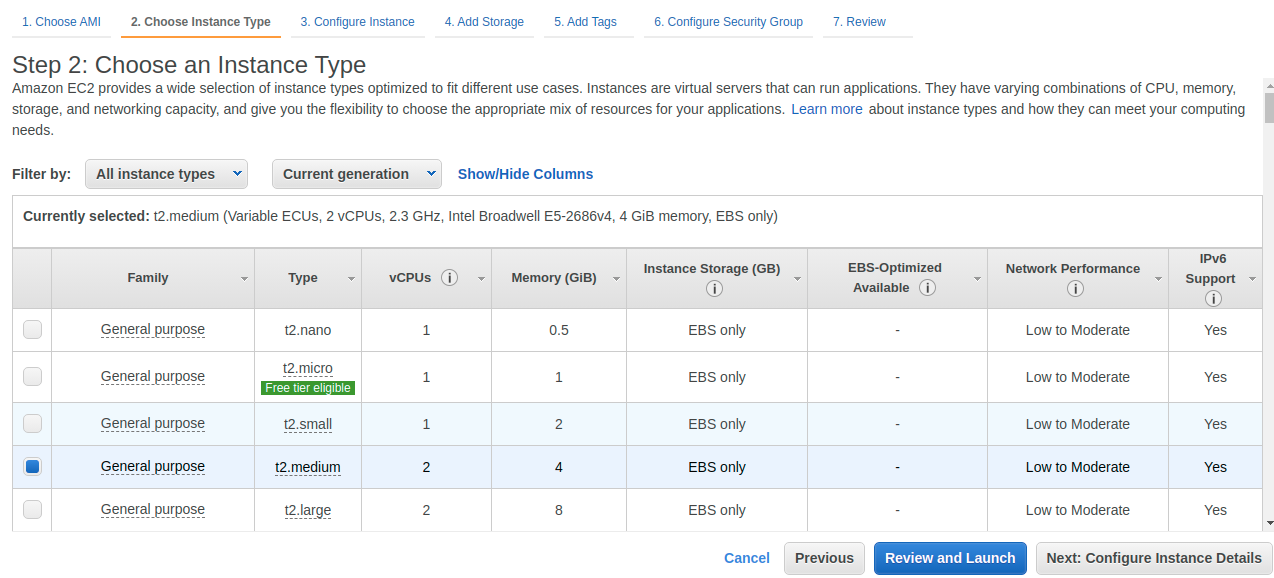 1. Choose AMI 2. Choose Instance Type 3. Configure Instance 4. Add Storage 5. Add Tags 6. Configure Security Group 7. Review
Step 2: Choose an Instance Type
Amazon EC2 provides a wide selection of instance types optimized to fit different use cases. Instances are virtual servers that can run applications. They have varying combinations of CPU, memory,
storage, and networking capacity, and give you the flexibility to choose the appropriate mix of resources for your applications. Learn more about instance types and how they can meet your computing
needs.
Filter by: All instance types Current generation Show/Hide Columns
Currently selected: t2.medium (Variable ECUs, 2 vCPUs, 2.3 GHz, Intel Broadwell E5-2686v4, 4 GiB memory, EBS only)
Family Type vCPUs i Memory (GiB) Instance Storage (GB) i EBS-Optimized Available i Network Performance i IPv6 Support i
General purpose t2.nano 1 0.5 EBS only - Low to Moderate Yes
General purpose t2.micro 1 1 EBS only - Low to Moderate Yes
Free tier eligible
General purpose t2.small 1 2 EBS only - Low to Moderate Yes
General purpose t2.medium 2 4 EBS only - Low to Moderate Yes
General purpose t2.large 2 8 EBS only - Low to Moderate Yes
Cancel Previous Review and Launch Next: Configure Instance Details